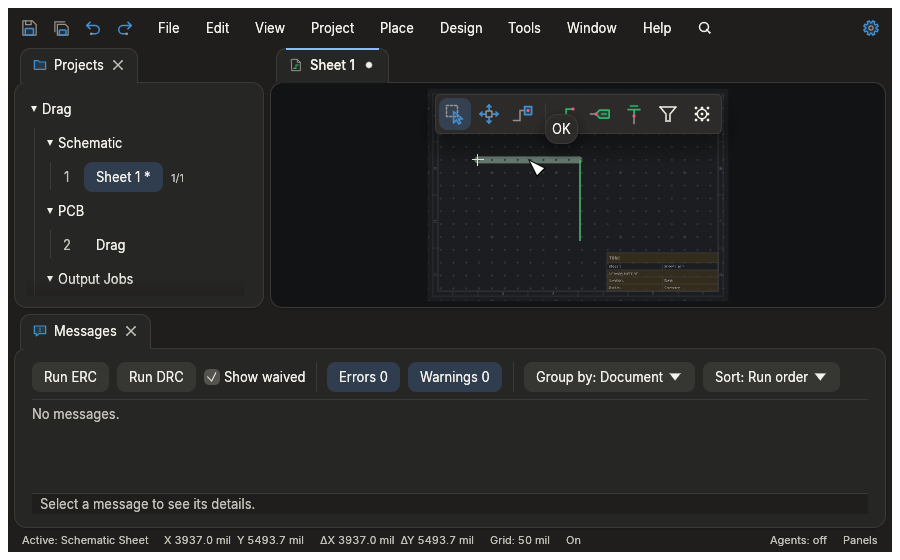 File Edit View Project Place Design Tools Window Help
Projects
Sheet 1
Drag
Schematic
1 Sheet 1 * 1/1
PCB
2 Drag
Output Jobs
OK
Messages
Run ERC Run DRC Show waived Errors 0 Warnings 0 Group by: Document Sort: Run order
No messages.
Select a message to see its details.
Active: Schematic Sheet X 3937.0 mil Y 5493.7 mil ΔX 3937.0 mil ΔY 5493.7 mil Grid: 50 mil On Agents: off Panels